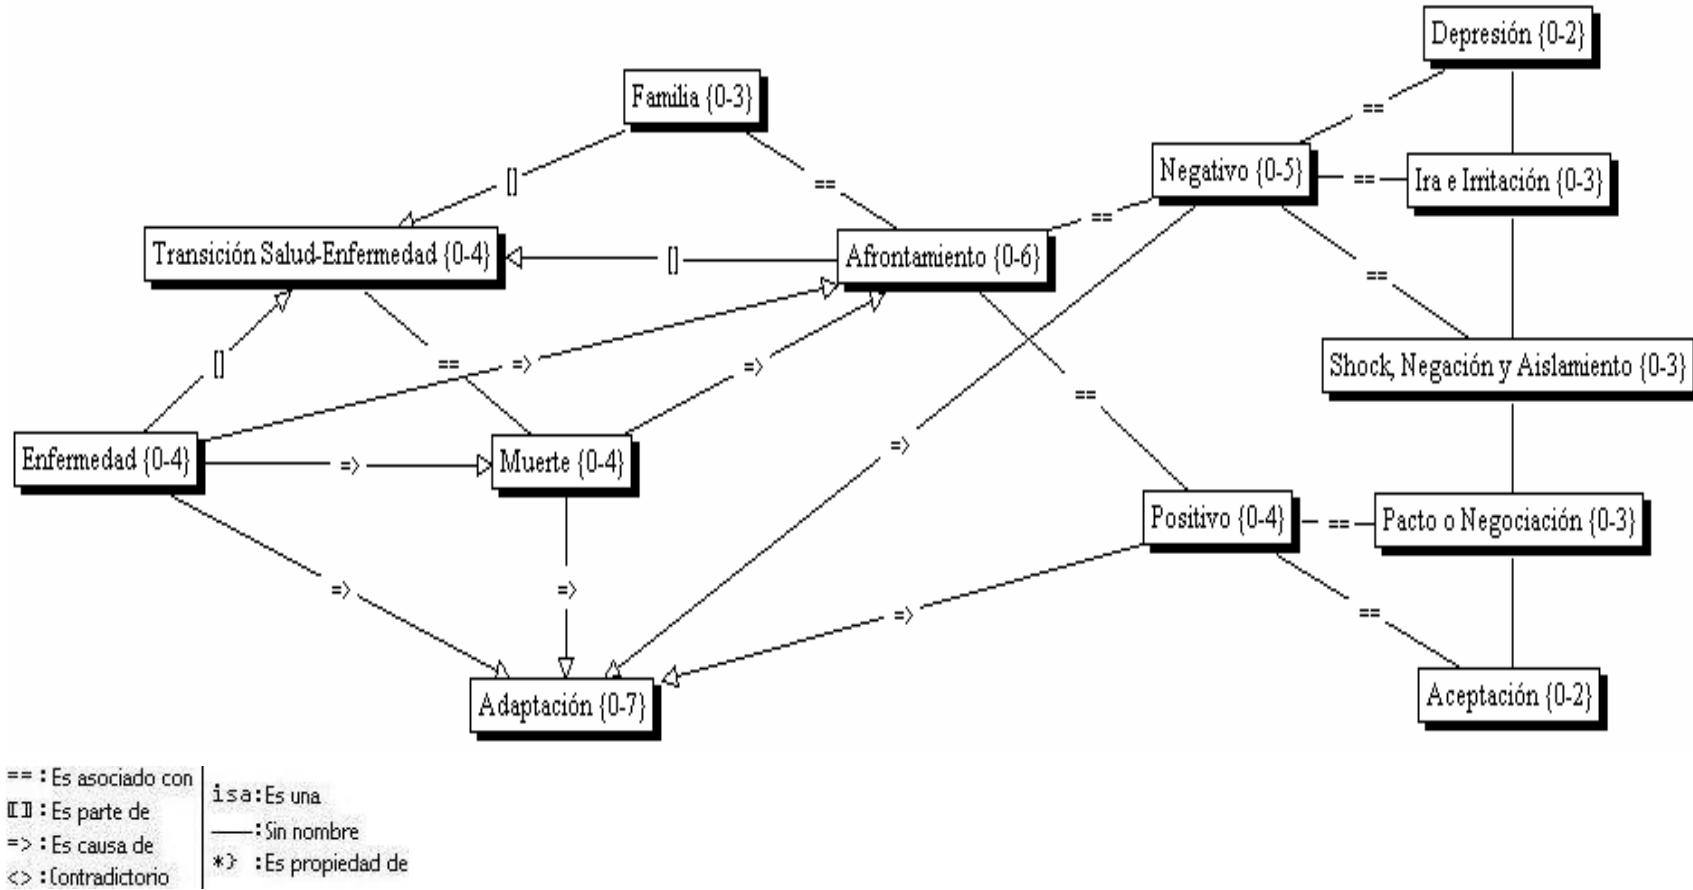 Depresión {0-2}
Familia {0-3}
==
Negativo {0-5}
==
Ira e Irritación {0-3}
[]
==
==
Transición Salud-Enfermedad {0-4}
[]
Afrontamiento {0-6}
==
[]
==
=>
=>
Shock, Negación y Aislamiento {0-3}
==
Enfermedad {0-4}
=>
Muerte {0-4}
=>
Positivo {0-4}
==
Pacto o Negociación {0-3}
=>
=>
=>
==
Adaptación {0-7}
Aceptación {0-2}
== : Es asociado con
[] : Es parte de
=> : Es causa de
<> : Contradictorio
isa: Es una
—— : Sin nombre
*} : Es propiedad de